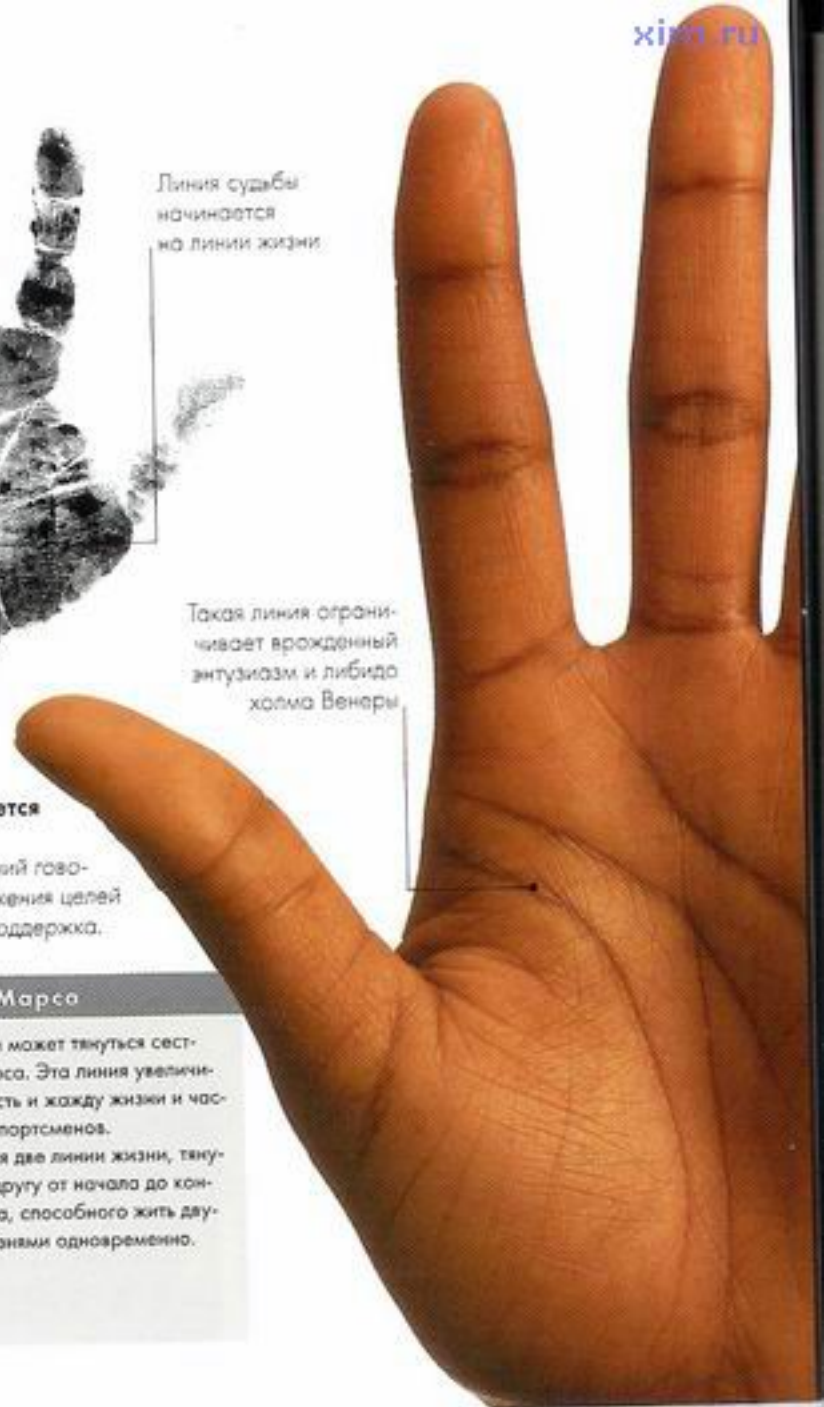 xim.ru
Линия судьбы
начинается
на линии жизни
Такая линия ограни-
чивает врожденный
энтузиазм и либидо
холма Венеры
ется
ий гово-
жения целей
оддержка.
Марса
может тянуться сест-
рса. Эта линия увеличи-
сть и жажду жизни и час-
портсменов.
я две линии жизни, тяну-
другу от начала до кон-
а, способного жить дву-
знями одновременно.